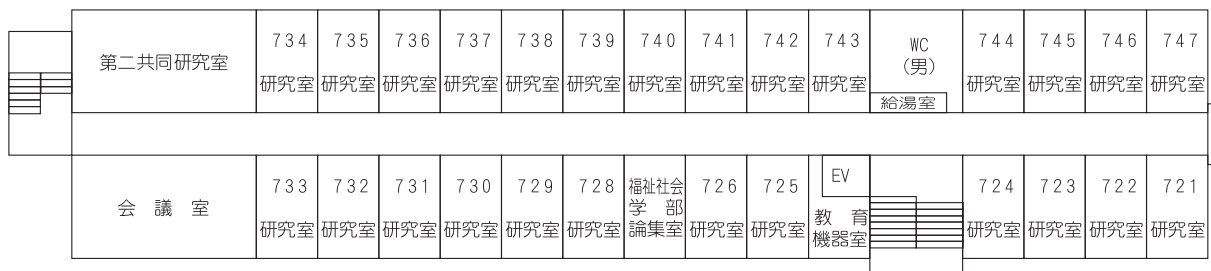 第二共同研究室
734
研究室
735
研究室
736
研究室
737
研究室
738
研究室
739
研究室
740
研究室
741
研究室
742
研究室
743
研究室
WC
(男)
給湯室
744
研究室
745
研究室
746
研究室
747
研究室
会議室
733
研究室
732
研究室
731
研究室
730
研究室
729
研究室
728
研究室
福祉社会
学部
論集室
726
研究室
725
研究室
EV
教育
機器室
724
研究室
723
研究室
722
研究室
721
研究室